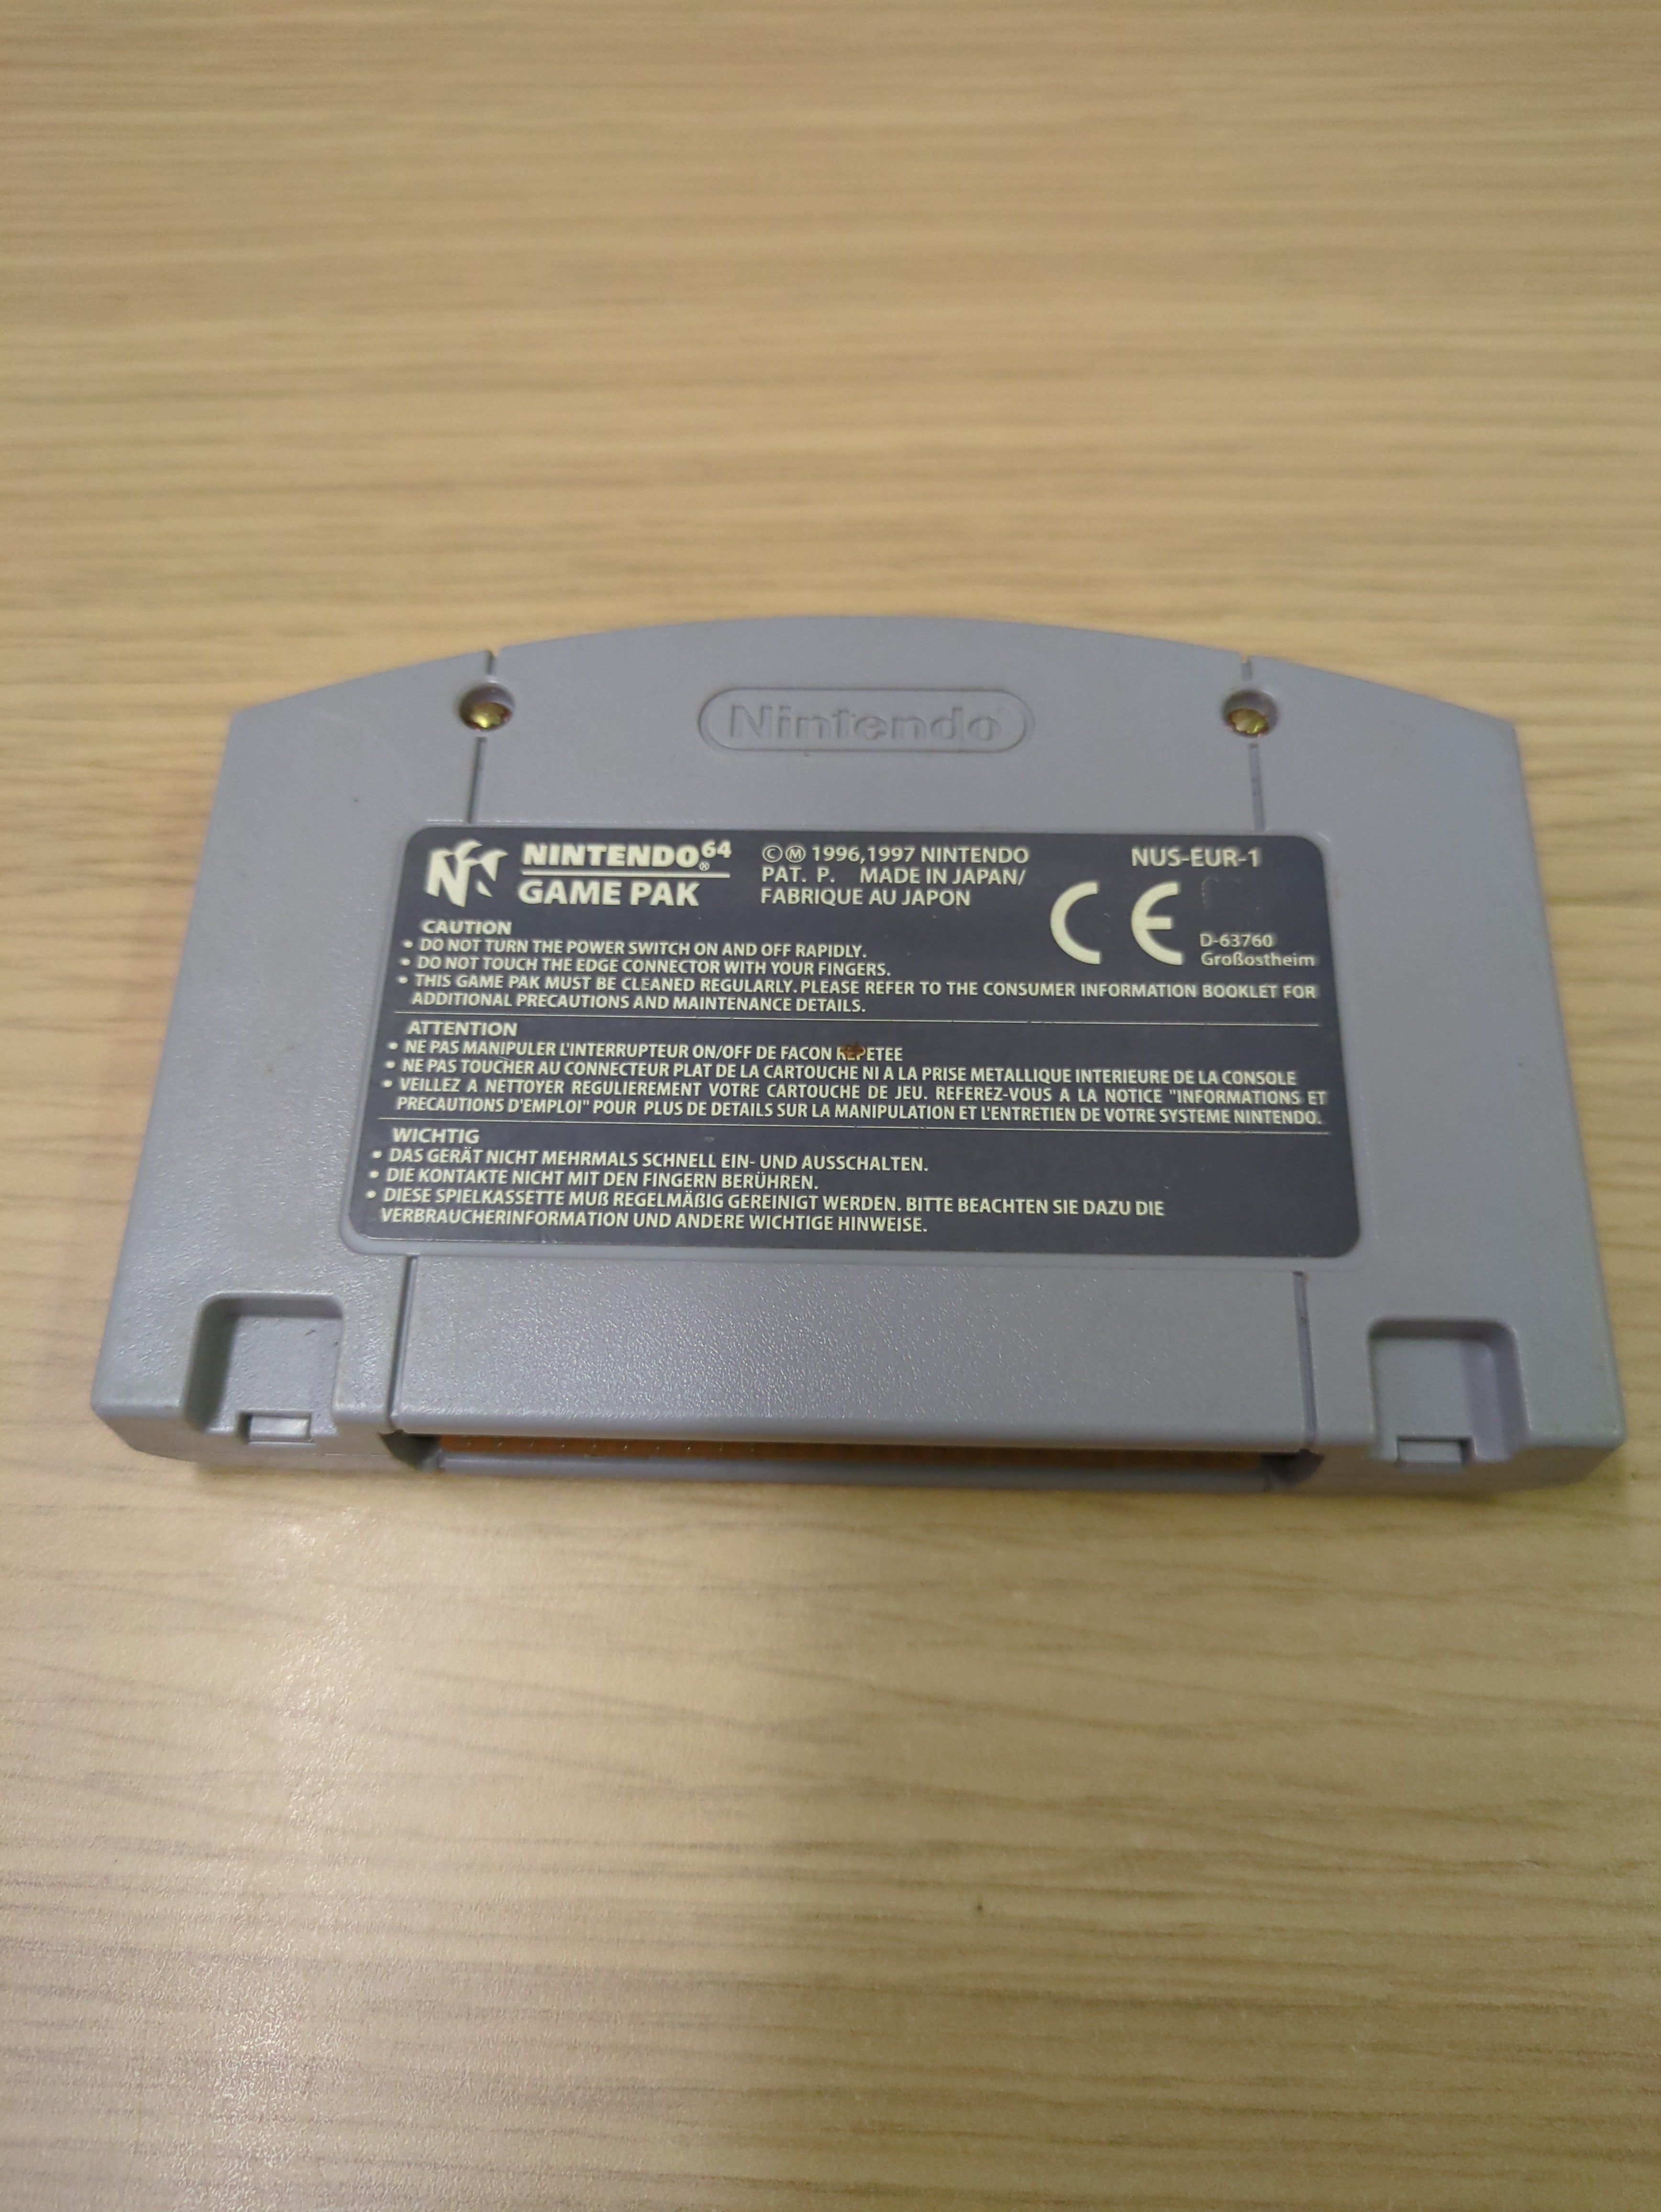 Nintendo
NINTENDO64®
GAME PAK
©Ⓜ 1996,1997 NINTENDO
PAT. P. MADE IN JAPAN/
FABRIQUE AU JAPON
NUS-EUR-1
CE
D-63760
Großostheim
CAUTION
• DO NOT TURN THE POWER SWITCH ON AND OFF RAPIDLY.
• DO NOT TOUCH THE EDGE CONNECTOR WITH YOUR FINGERS.
• THIS GAME PAK MUST BE CLEANED REGULARLY. PLEASE REFER TO THE CONSUMER INFORMATION BOOKLET FOR
ADDITIONAL PRECAUTIONS AND MAINTENANCE DETAILS.
ATTENTION
• NE PAS MANIPULER L'INTERRUPTEUR ON/OFF DE FACON REPETEE
• NE PAS TOUCHER AU CONNECTEUR PLAT DE LA CARTOUCHE NI A LA PRISE METALLIQUE INTERIEURE DE LA CONSOLE
• VEILLEZ A NETTOYER REGULIEREMENT VOTRE CARTOUCHE DE JEU. REFEREZ-VOUS A LA NOTICE "INFORMATIONS ET
PRECAUTIONS D'EMPLOI" POUR PLUS DE DETAILS SUR LA MANIPULATION ET L'ENTRETIEN DE VOTRE SYSTEME NINTENDO.
WICHTIG
• DAS GERÄT NICHT MEHRMALS SCHNELL EIN- UND AUSSCHALTEN.
• DIE KONTAKTE NICHT MIT DEN FINGERN BERÜHREN.
• DIESE SPIELKASSETTE MUß REGELMÄßIG GEREINIGT WERDEN. BITTE BEACHTEN SIE DAZU DIE
VERBRAUCHERINFORMATION UND ANDERE WICHTIGE HINWEISE.